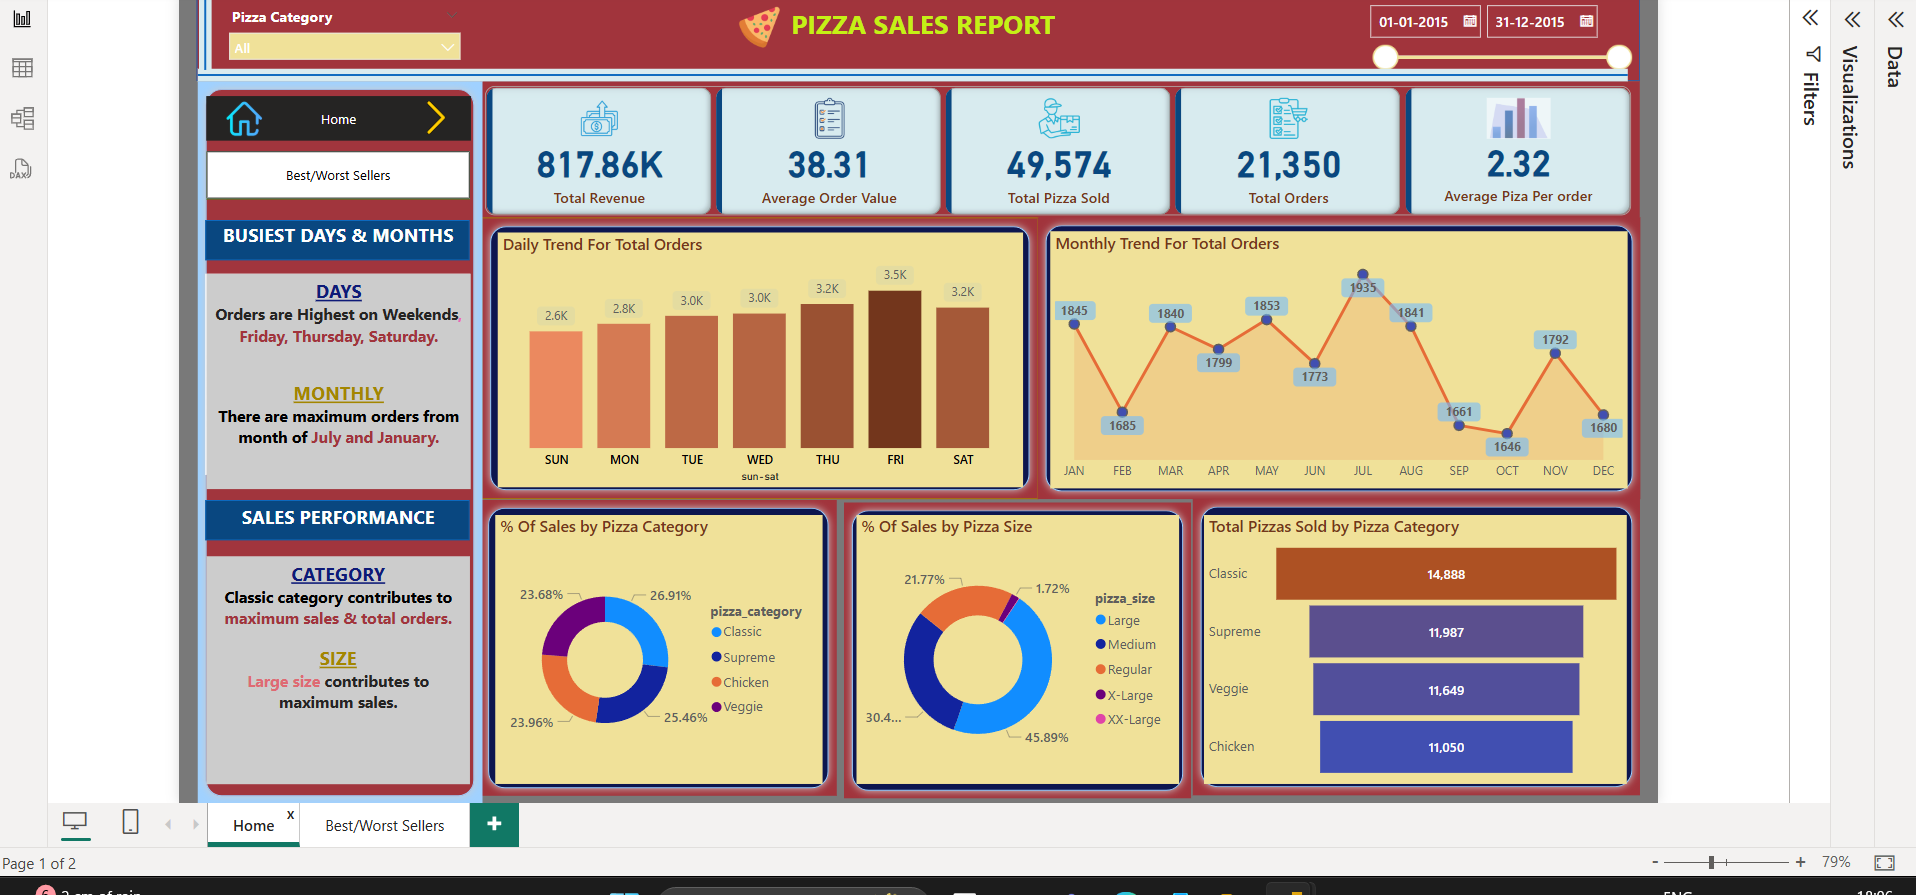 Pizza Category
All
PIZZA SALES REPORT
01-01-2015
31-12-2015
Filters
Visualizations
Data
DAX
Home
Best/Worst Sellers
BUSIEST DAYS & MONTHS
DAYS
Orders are Highest on Weekends,
Friday, Thursday, Saturday.
MONTHLY
There are maximum orders from
month of July and January.
SALES PERFORMANCE
CATEGORY
Classic category contributes to
maximum sales & total orders.
SIZE
Large size contributes to
maximum sales.
817.86K
Total Revenue
38.31
Average Order Value
49,574
Total Pizza Sold
21,350
Total Orders
2.32
Average Piza Per order
Daily Trend For Total Orders
2.6K
2.8K
3.0K
3.0K
3.2K
3.5K
3.2K
SUN MON TUE WED THU FRI SAT
sun-sat
Monthly Trend For Total Orders
1845
1685
1840
1799
1853
1773
1935
1841
1661
1646
1792
1680
JAN FEB MAR APR MAY JUN JUL AUG SEP OCT NOV DEC
% Of Sales by Pizza Category
23.68%
26.91%
23.96%
25.46%
pizza_category
Classic
Supreme
Chicken
Veggie
% Of Sales by Pizza Size
21.77%
1.72%
30.4...
45.89%
pizza_size
Large
Medium
Regular
X-Large
XX-Large
Total Pizzas Sold by Pizza Category
Classic 14,888
Supreme 11,987
Veggie 11,649
Chicken 11,050
Home
X
Best/Worst Sellers
+
Page 1 of 2
- + 79%